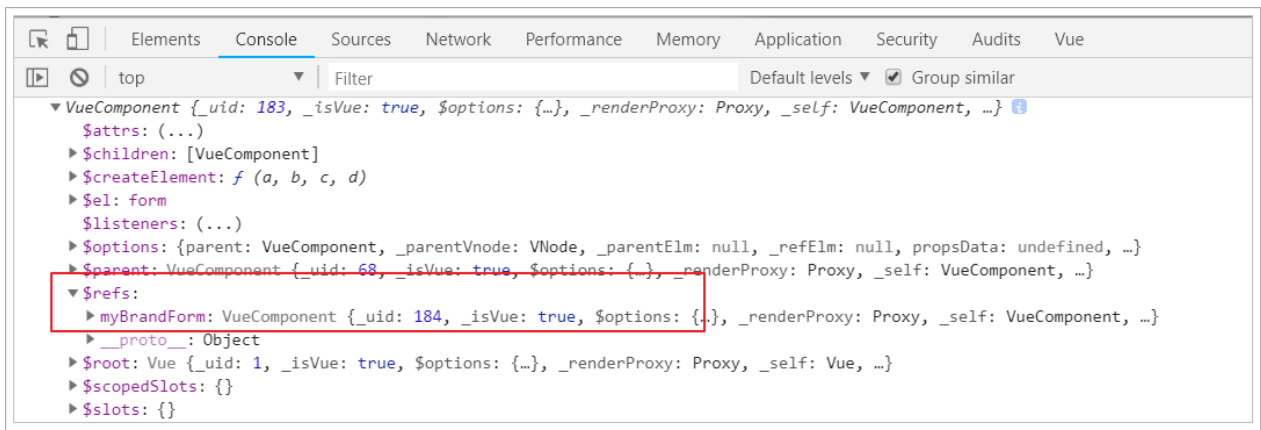 Elements Console Sources Network Performance Memory Application Security Audits Vue
top ▼ Filter Default levels ▼ Group similar
▼VueComponent {_uid: 183, _isVue: true, $options: {…}, _renderProxy: Proxy, _self: VueComponent, …} i
$attrs: (...)
▶$children: [VueComponent]
▶$createElement: ƒ (a, b, c, d)
▶$el: form
$listeners: (...)
▶$options: {parent: VueComponent, _parentVnode: VNode, _parentElm: null, _refElm: null, propsData: undefined, …}
▶$parent: VueComponent {_uid: 68, _isVue: true, $options: {…}, _renderProxy: Proxy, _self: VueComponent, …}
▼$refs:
▶myBrandForm: VueComponent {_uid: 184, _isVue: true, $options: {…}, _renderProxy: Proxy, _self: VueComponent, …}
▶__proto__: Object
▶$root: Vue {_uid: 1, _isVue: true, $options: {…}, _renderProxy: Proxy, _self: Vue, …}
▶$scopedSlots: {}
▶$slots: {}